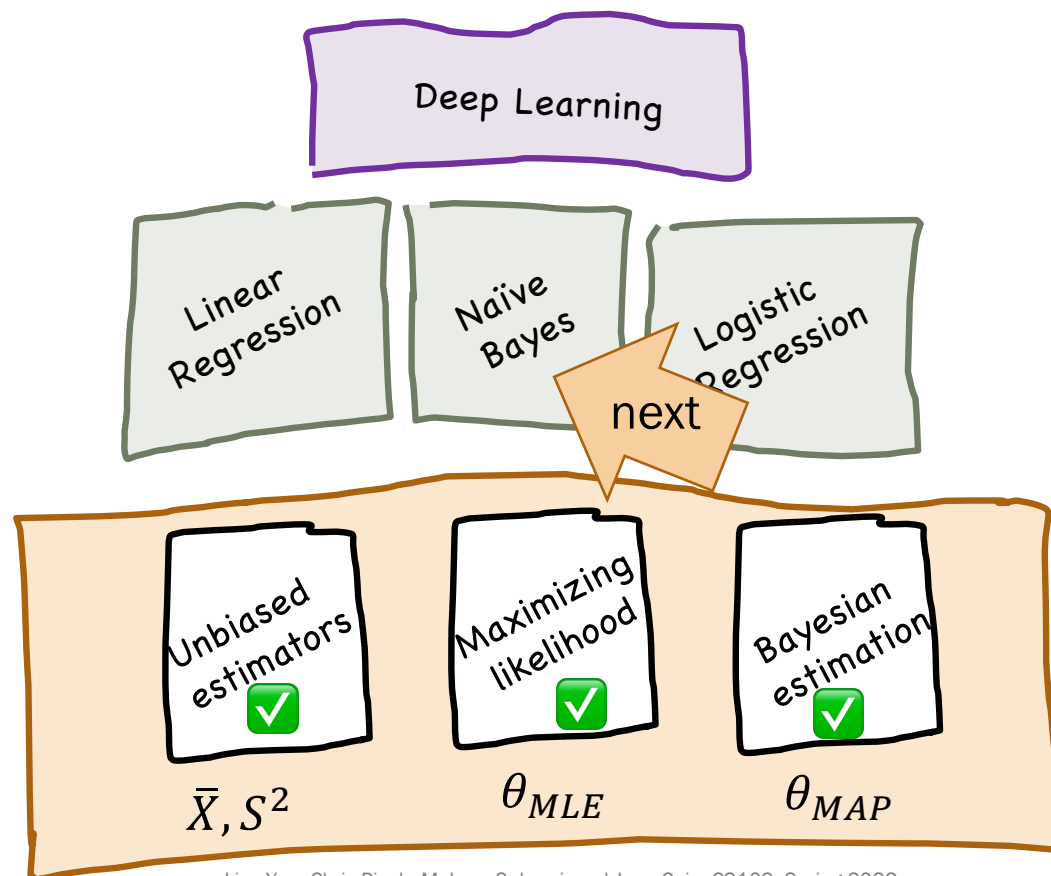 Deep Learning
Linear
Regression
Naïve
Bayes
Logistic
Regression
next
Unbiased
estimators
Maximizing
likelihood
Bayesian
estimation
X̄, S²
θ_MLE
θ_MAP